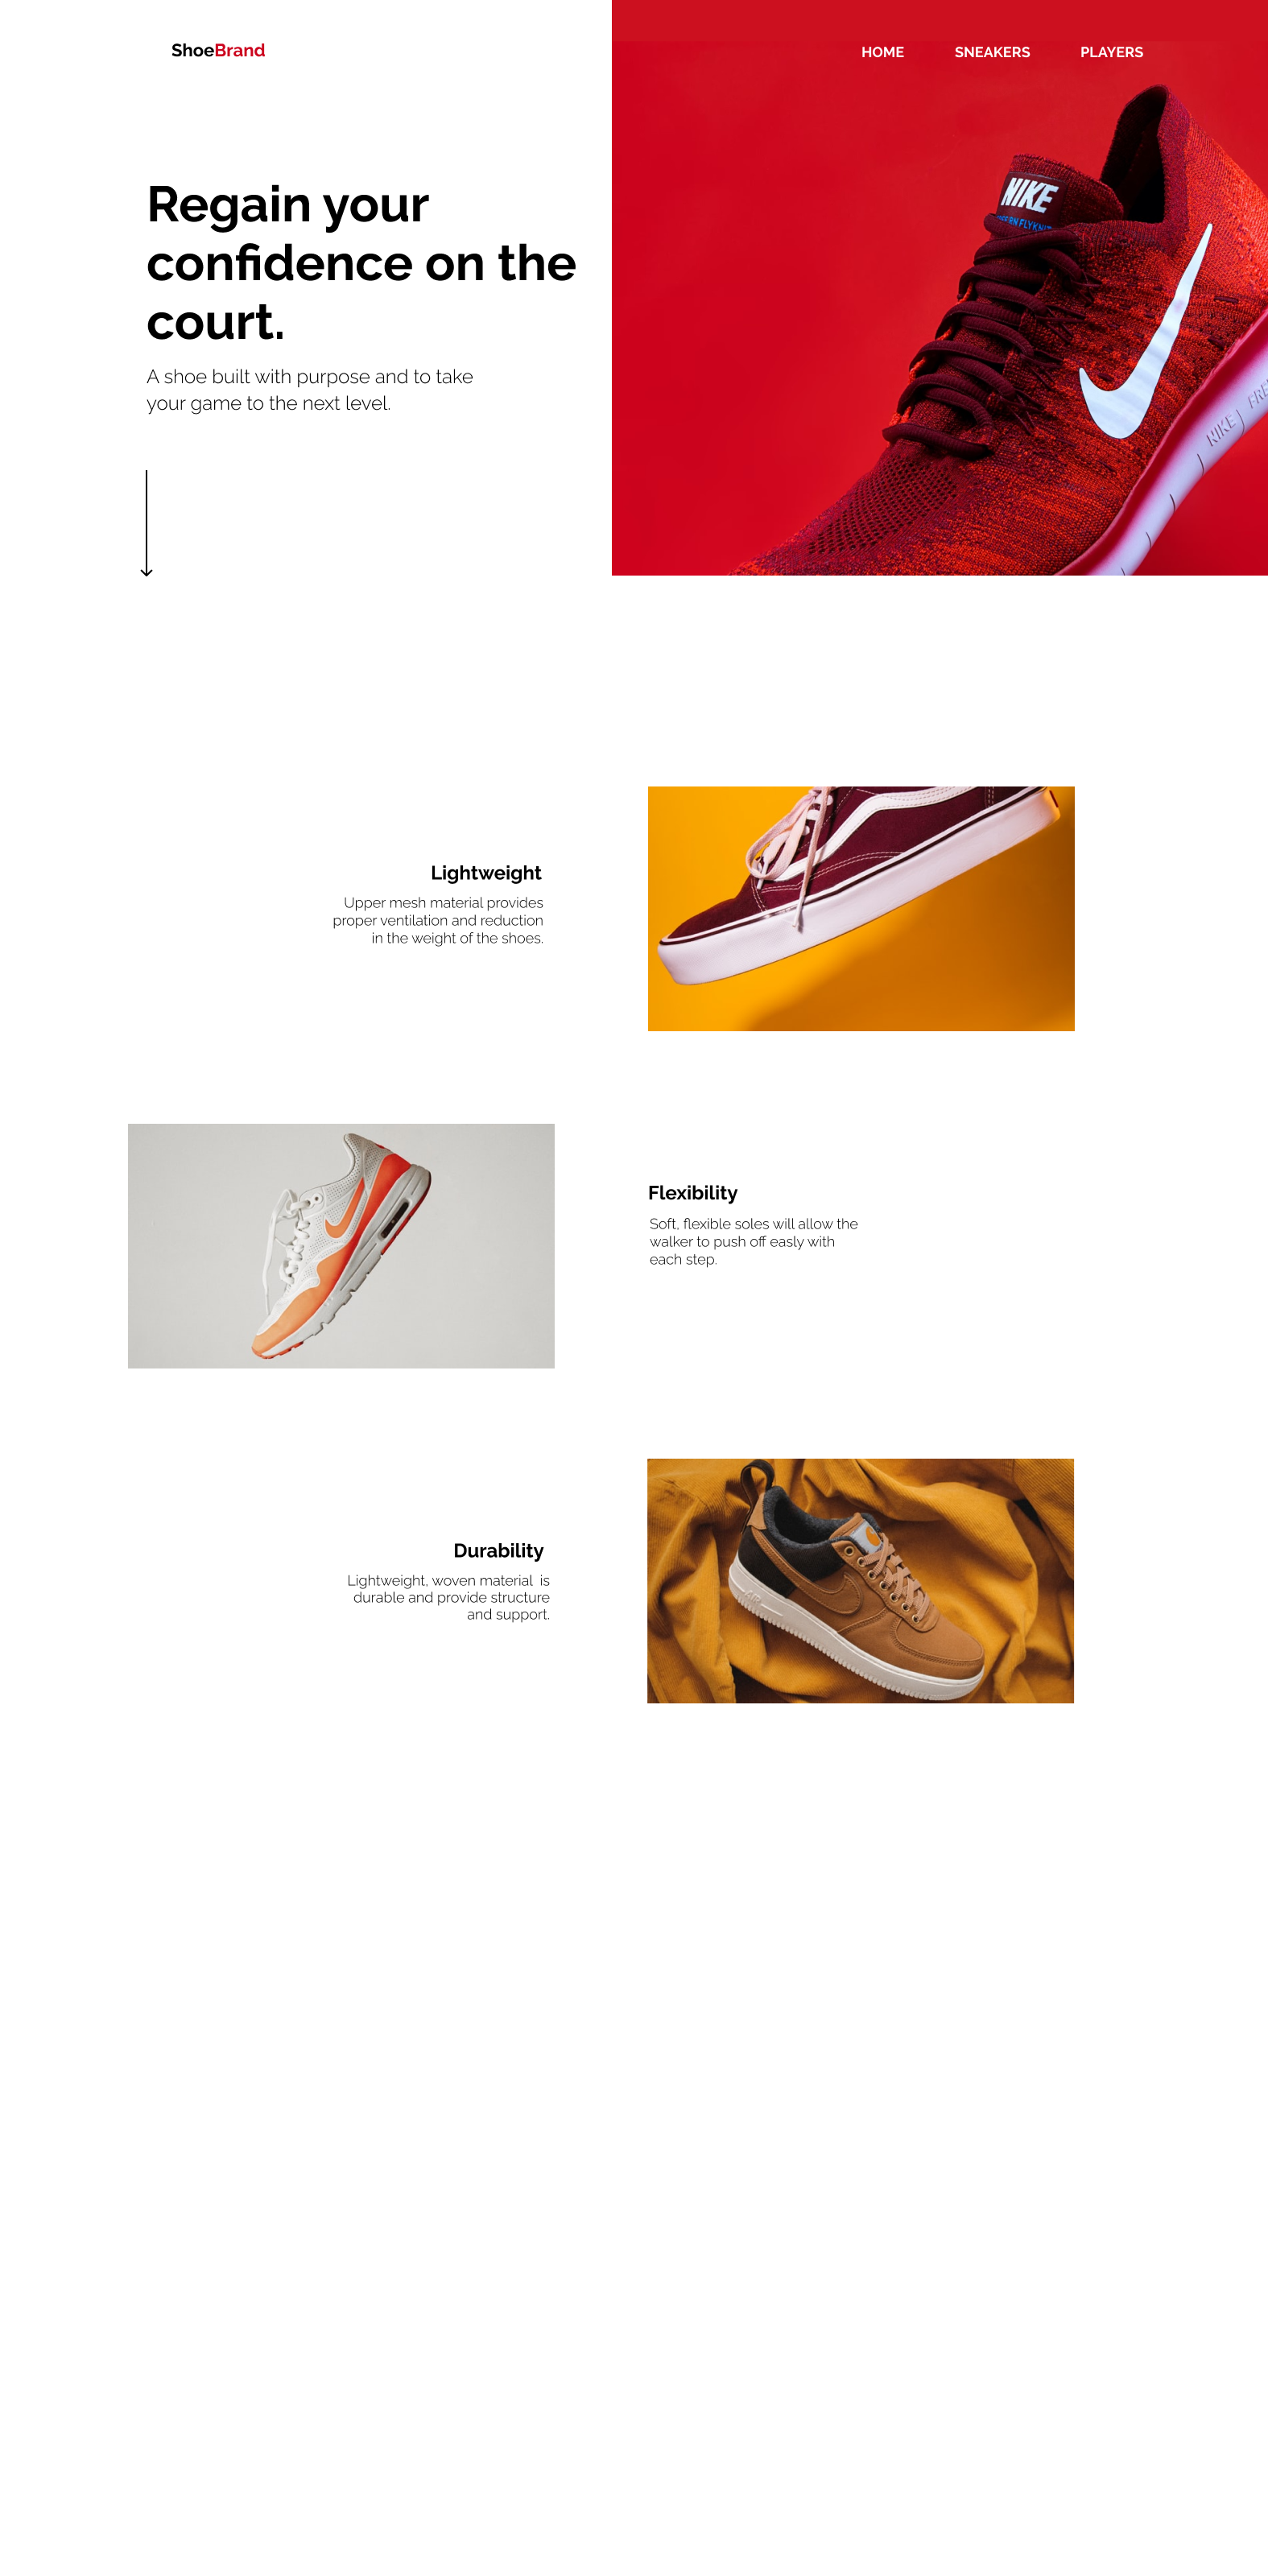 ShoeBrand
HOME SNEAKERS PLAYERS
Regain your
confidence on the
court.
A shoe built with purpose and to take
your game to the next level.
NIKE
NIKE
Lightweight
Upper mesh material provides
proper ventilation and reduction
in the weight of the shoes.
Flexibility
Soft, flexible soles will allow the
walker to push off easly with
each step.
Durability
Lightweight, woven material is
durable and provide structure
and support.